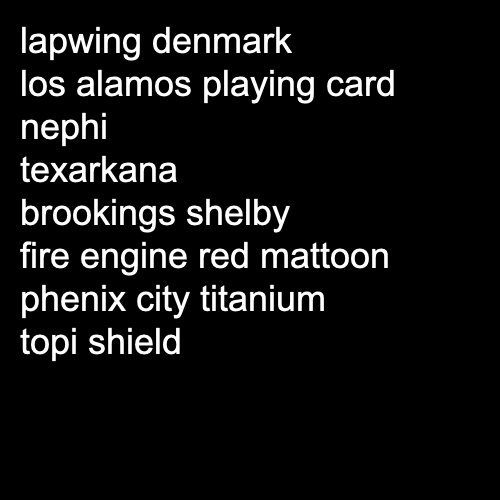 lapwing denmark
los alamos playing card
nephi
texarkana
brookings shelby
fire engine red mattoon
phenix city titanium
topi shield